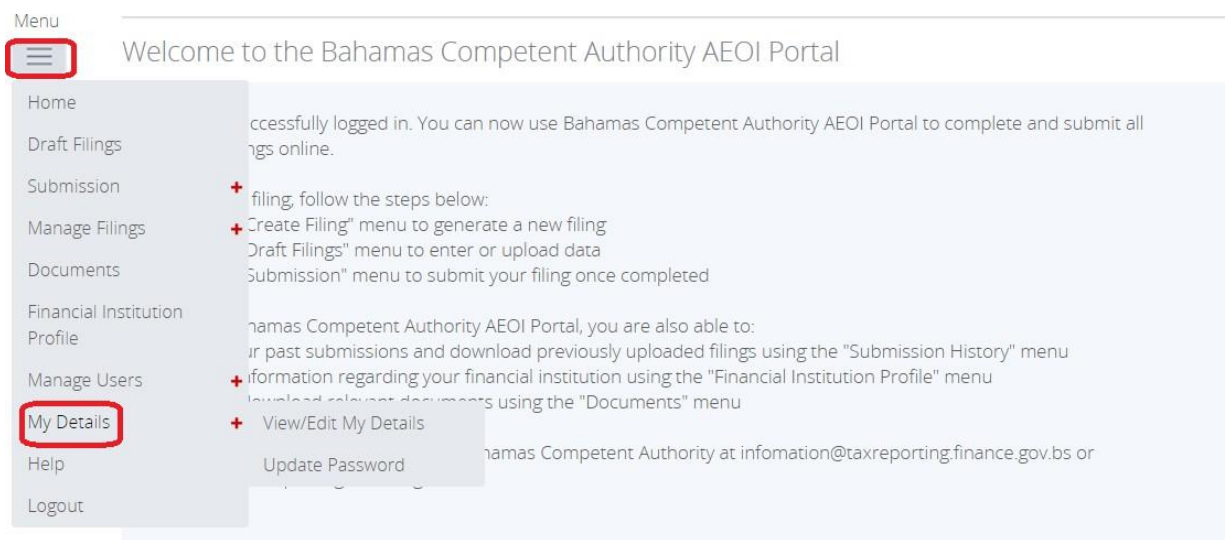 Menu
Welcome to the Bahamas Competent Authority AEOI Portal
Home
Draft Filings
Submission +
Manage Filings +
Documents
Financial Institution
Profile
Manage Users +
My Details +
Help
Logout
View/Edit My Details
Update Password
ccessfully logged in. You can now use Bahamas Competent Authority AEOI Portal to complete and submit all
ngs online.
filing, follow the steps below:
Create Filing" menu to generate a new filing
Draft Filings" menu to enter or upload data
Submission" menu to submit your filing once completed
hamas Competent Authority AEOI Portal, you are also able to:
ur past submissions and download previously uploaded filings using the "Submission History" menu
nformation regarding your financial institution using the "Financial Institution Profile" menu
download relevant documents using the "Documents" menu
hamas Competent Authority at infomation@taxreporting.finance.gov.bs or